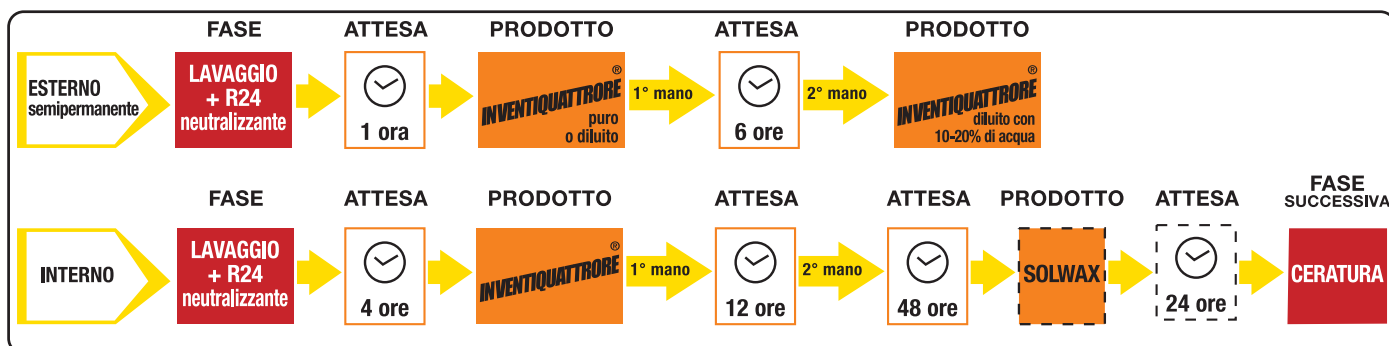 FASE ATTESA PRODOTTO ATTESA PRODOTTO
ESTERNO
semipermanente
LAVAGGIO
+ R24
neutralizzante
1 ora
INVENTIQUATTRORE®
puro
o diluito
1° mano
6 ore
2° mano
INVENTIQUATTRORE®
diluito con
10-20% di acqua
FASE ATTESA PRODOTTO ATTESA ATTESA PRODOTTO ATTESA FASE
SUCCESSIVA
INTERNO
LAVAGGIO
+ R24
neutralizzante
4 ore
INVENTIQUATTRORE®
1° mano
12 ore
2° mano
48 ore
SOLWAX
24 ore
CERATURA